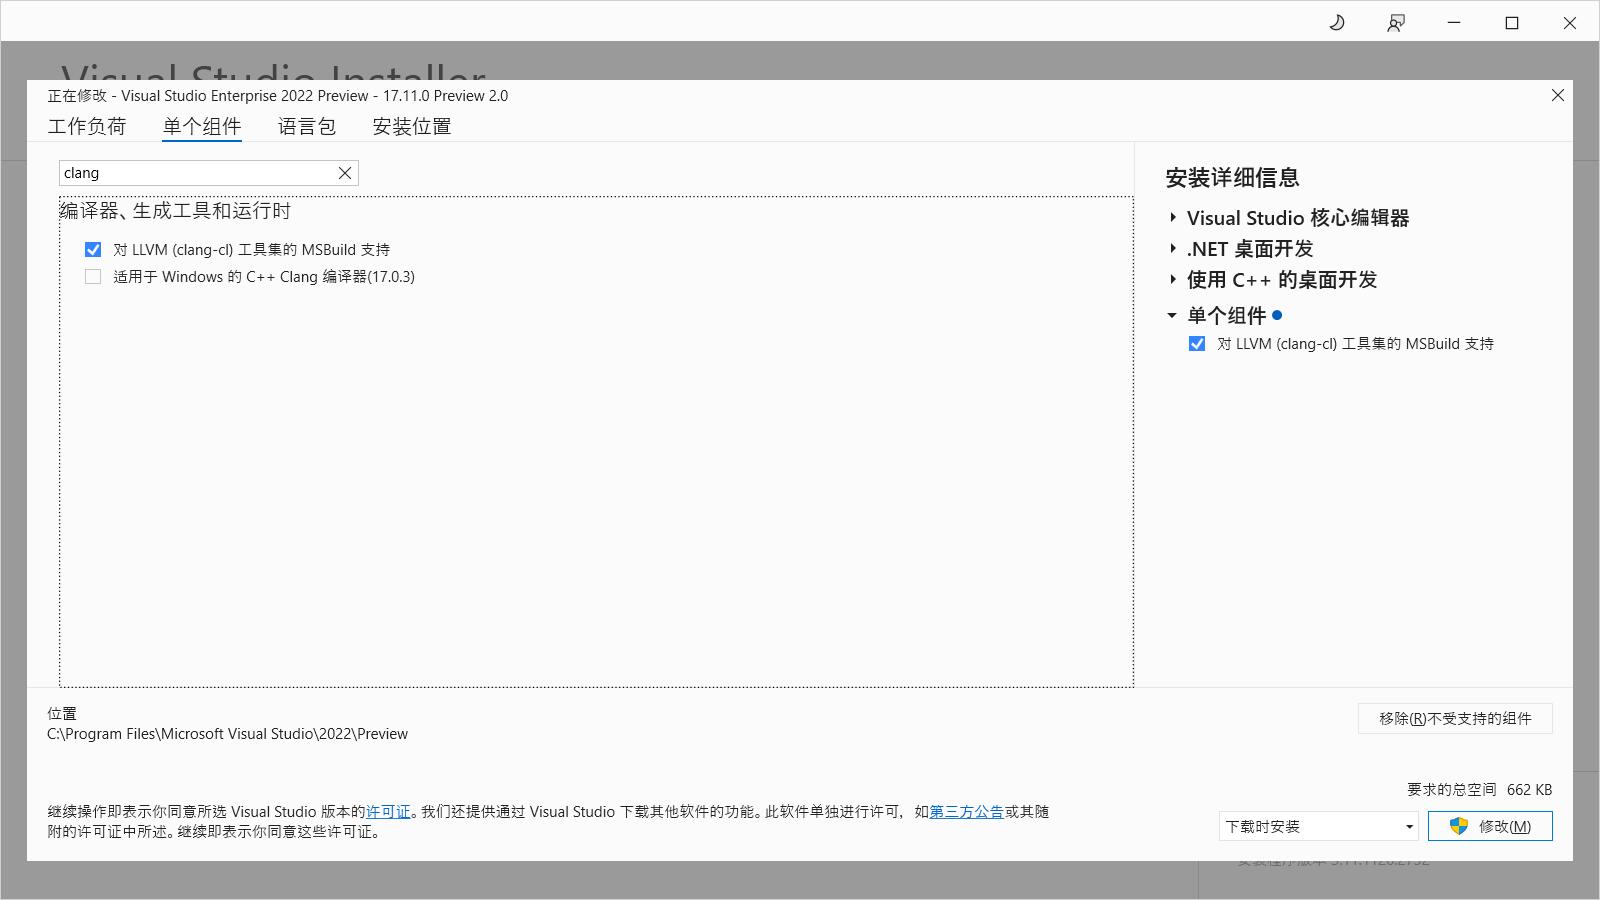 Visual Studio Installer
正在修改 - Visual Studio Enterprise 2022 Preview - 17.11.0 Preview 2.0
工作负荷 单个组件 语言包 安装位置
clang
编译器、生成工具和运行时
对 LLVM (clang-cl) 工具集的 MSBuild 支持
适用于 Windows 的 C++ Clang 编译器(17.0.3)
安装详细信息
Visual Studio 核心编辑器
.NET 桌面开发
使用 C++ 的桌面开发
单个组件
对 LLVM (clang-cl) 工具集的 MSBuild 支持
位置
C:\Program Files\Microsoft Visual Studio\2022\Preview
移除(R)不受支持的组件
要求的总空间 662 KB
继续操作即表示你同意所选 Visual Studio 版本的许可证。我们还提供通过 Visual Studio 下载其他软件的功能。此软件单独进行许可，如第三方公告或其随
附的许可证中所述。继续即表示你同意这些许可证。
下载时安装
修改(M)